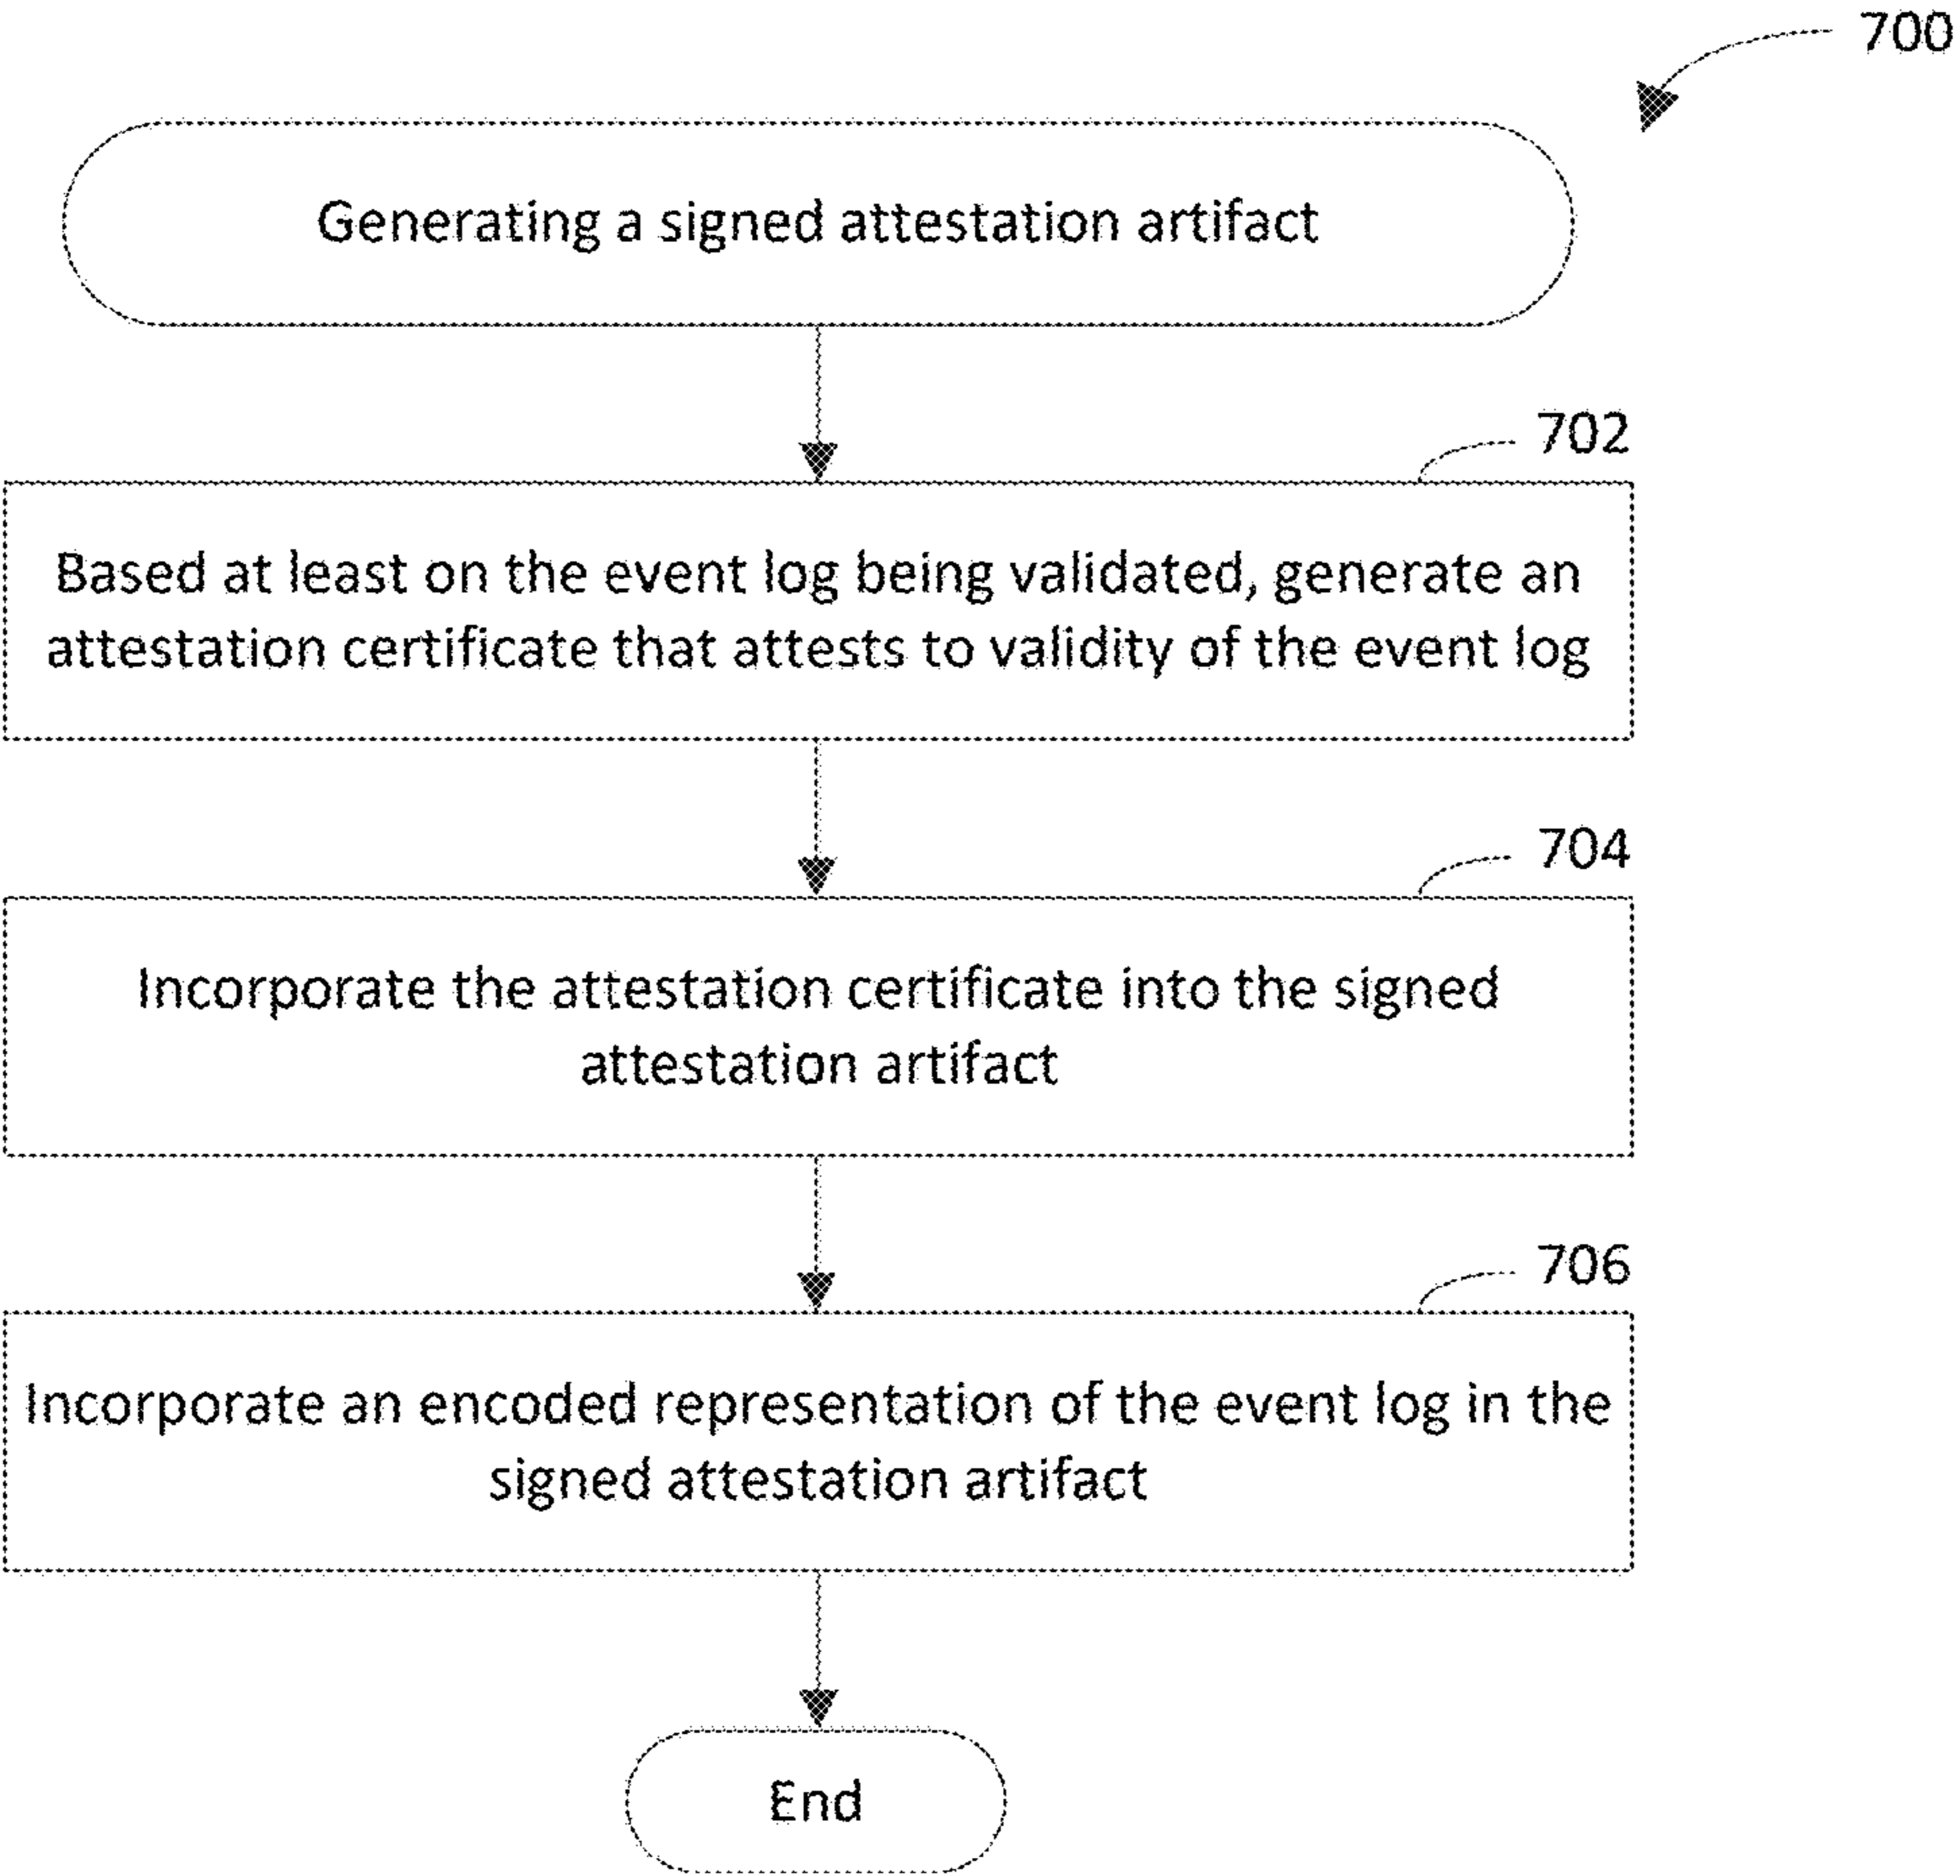 700
Generating a signed attestation artifact
702
Based at least on the event log being validated, generate an
attestation certificate that attests to validity of the event log
704
Incorporate the attestation certificate into the signed
attestation artifact
706
Incorporate an encoded representation of the event log in the
signed attestation artifact
End